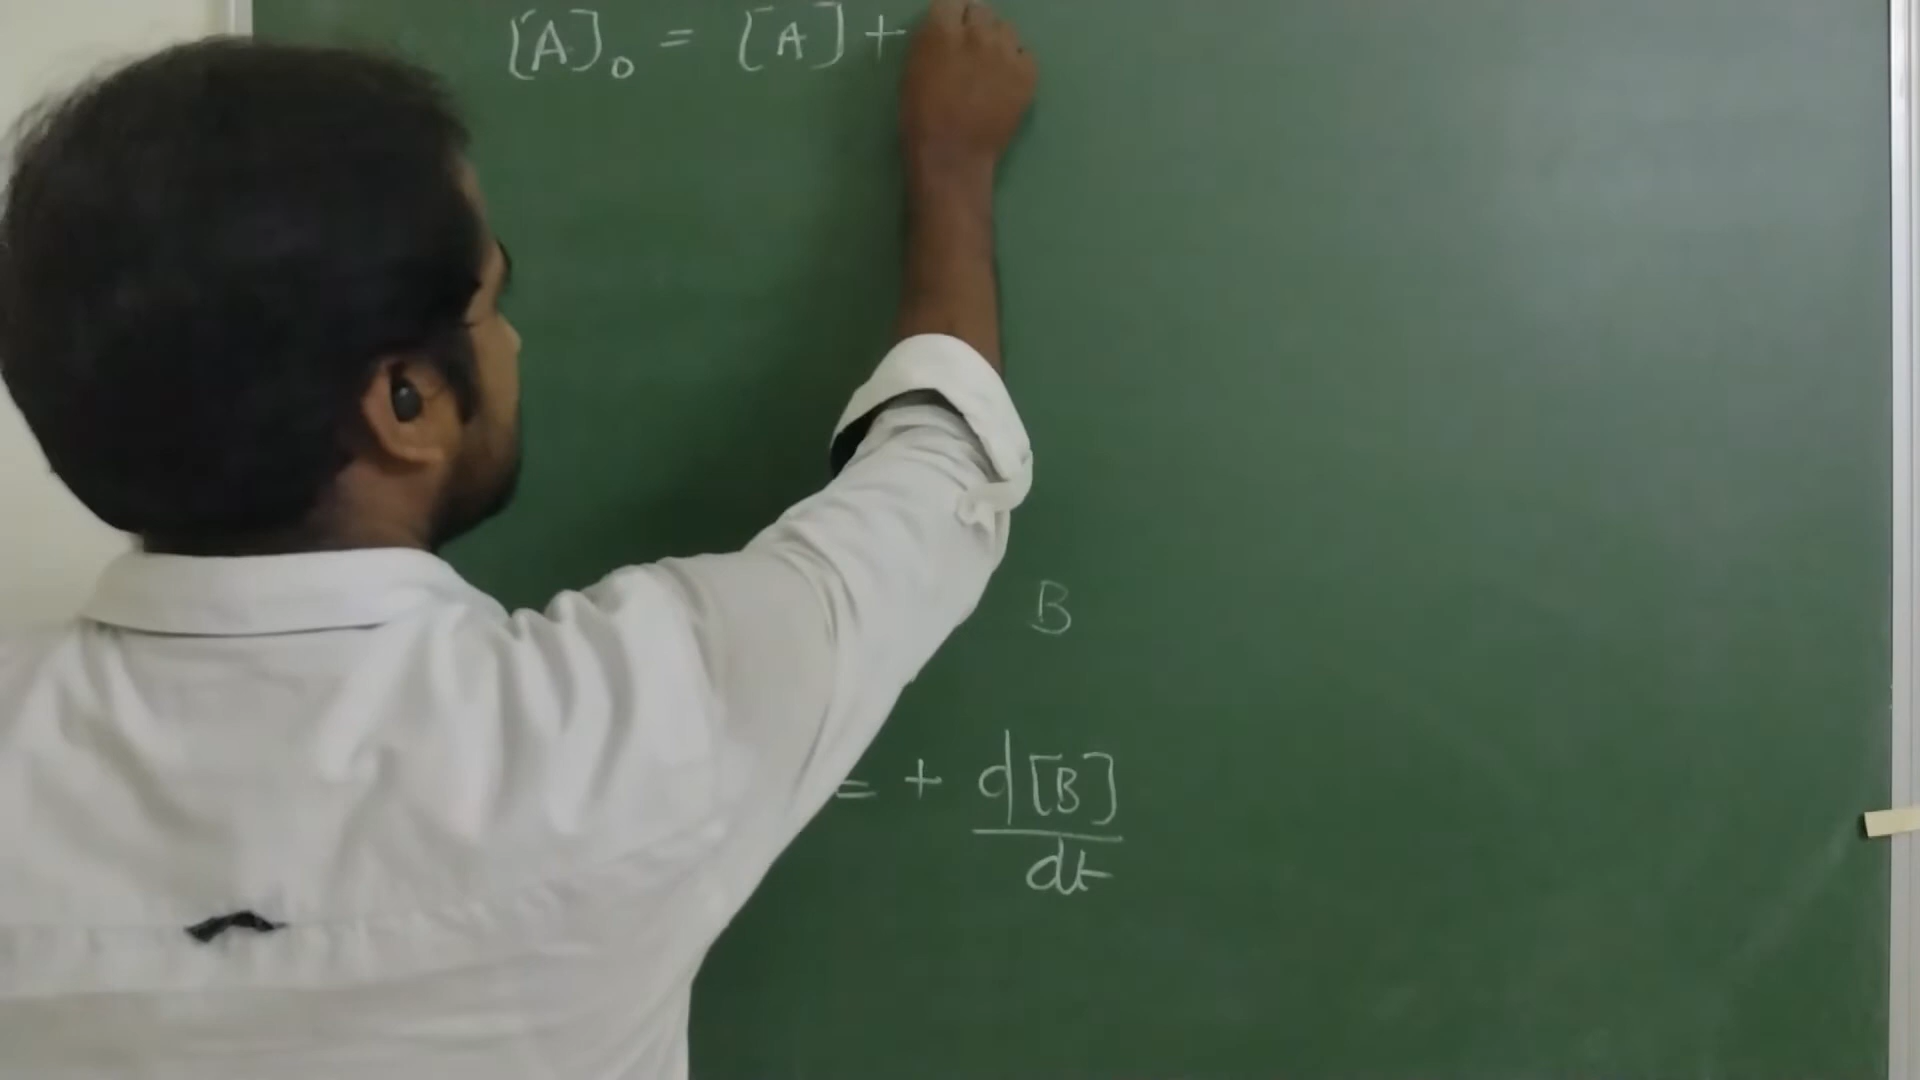 [A]₀ = [A] +
B
= + d[B]
dt